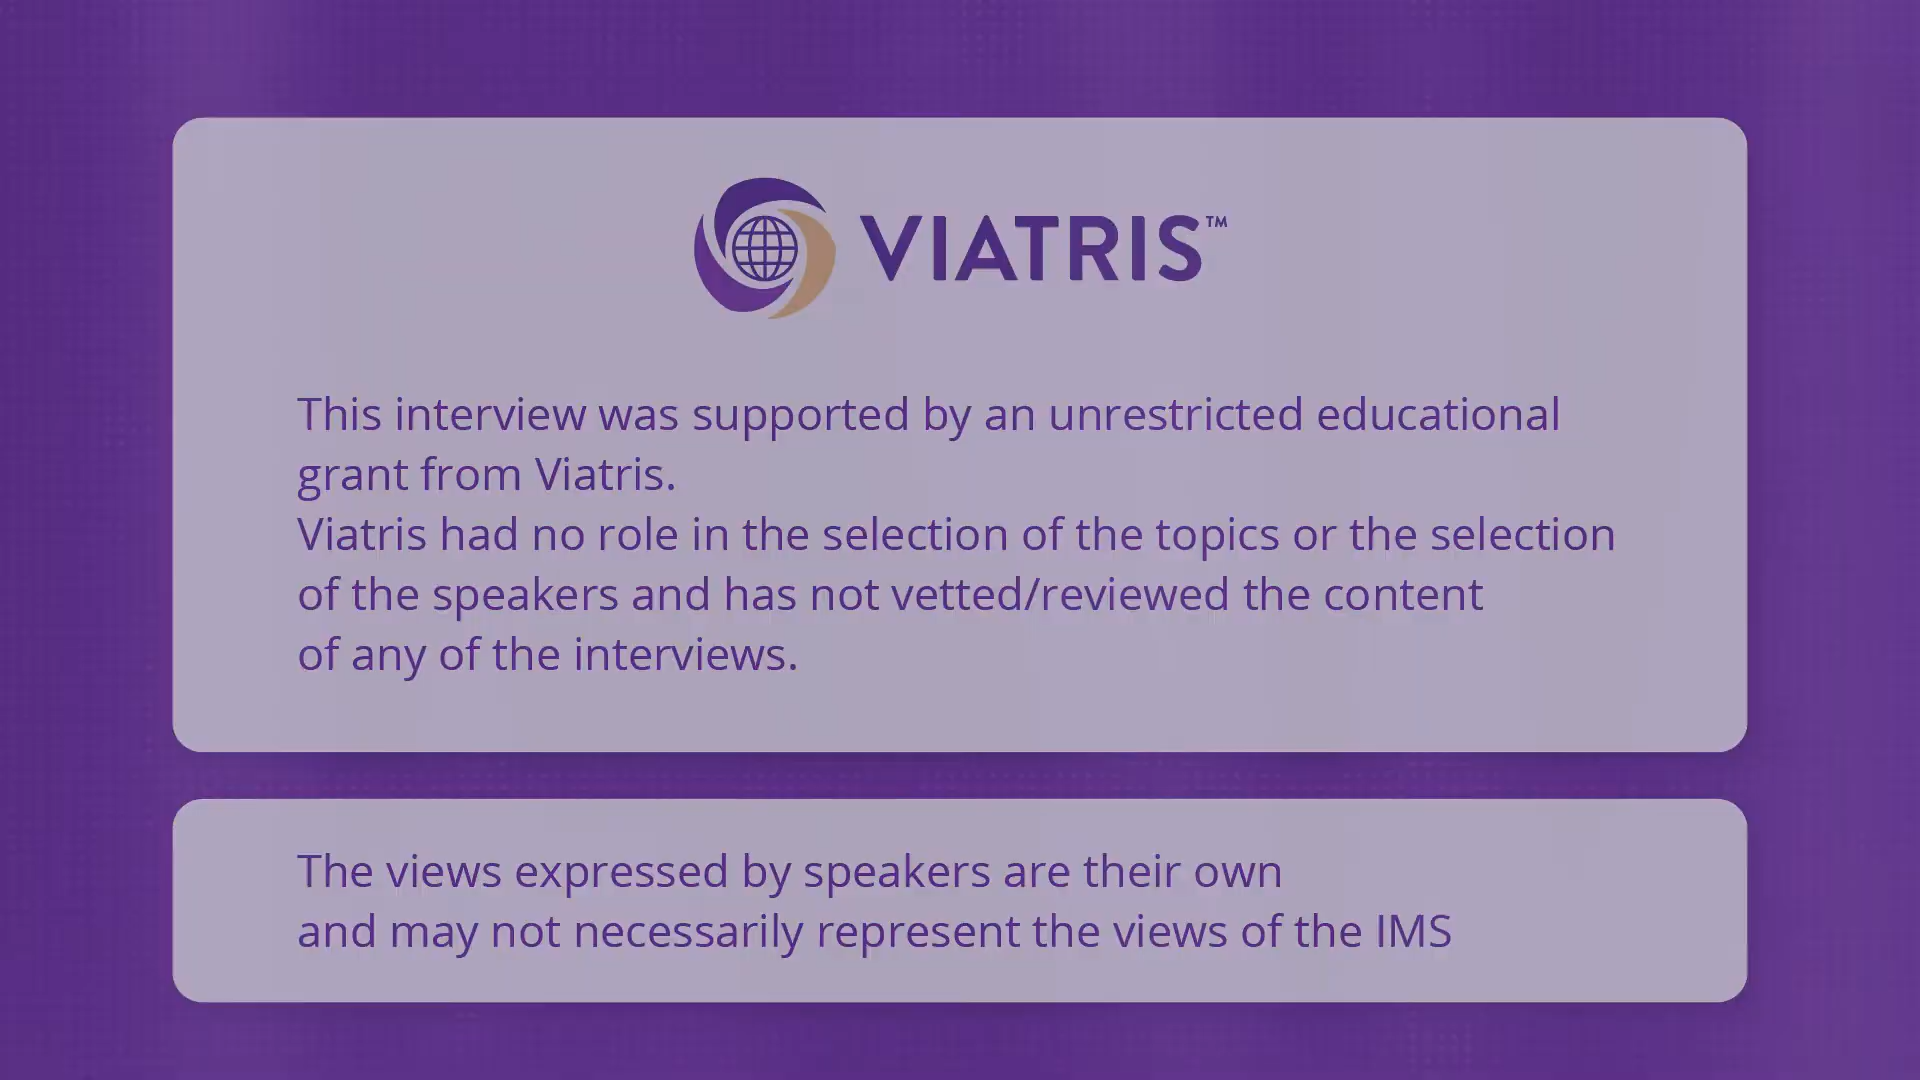 VIATRIS™
This interview was supported by an unrestricted educational
grant from Viatris.
Viatris had no role in the selection of the topics or the selection
of the speakers and has not vetted/reviewed the content
of any of the interviews.
The views expressed by speakers are their own
and may not necessarily represent the views of the IMS